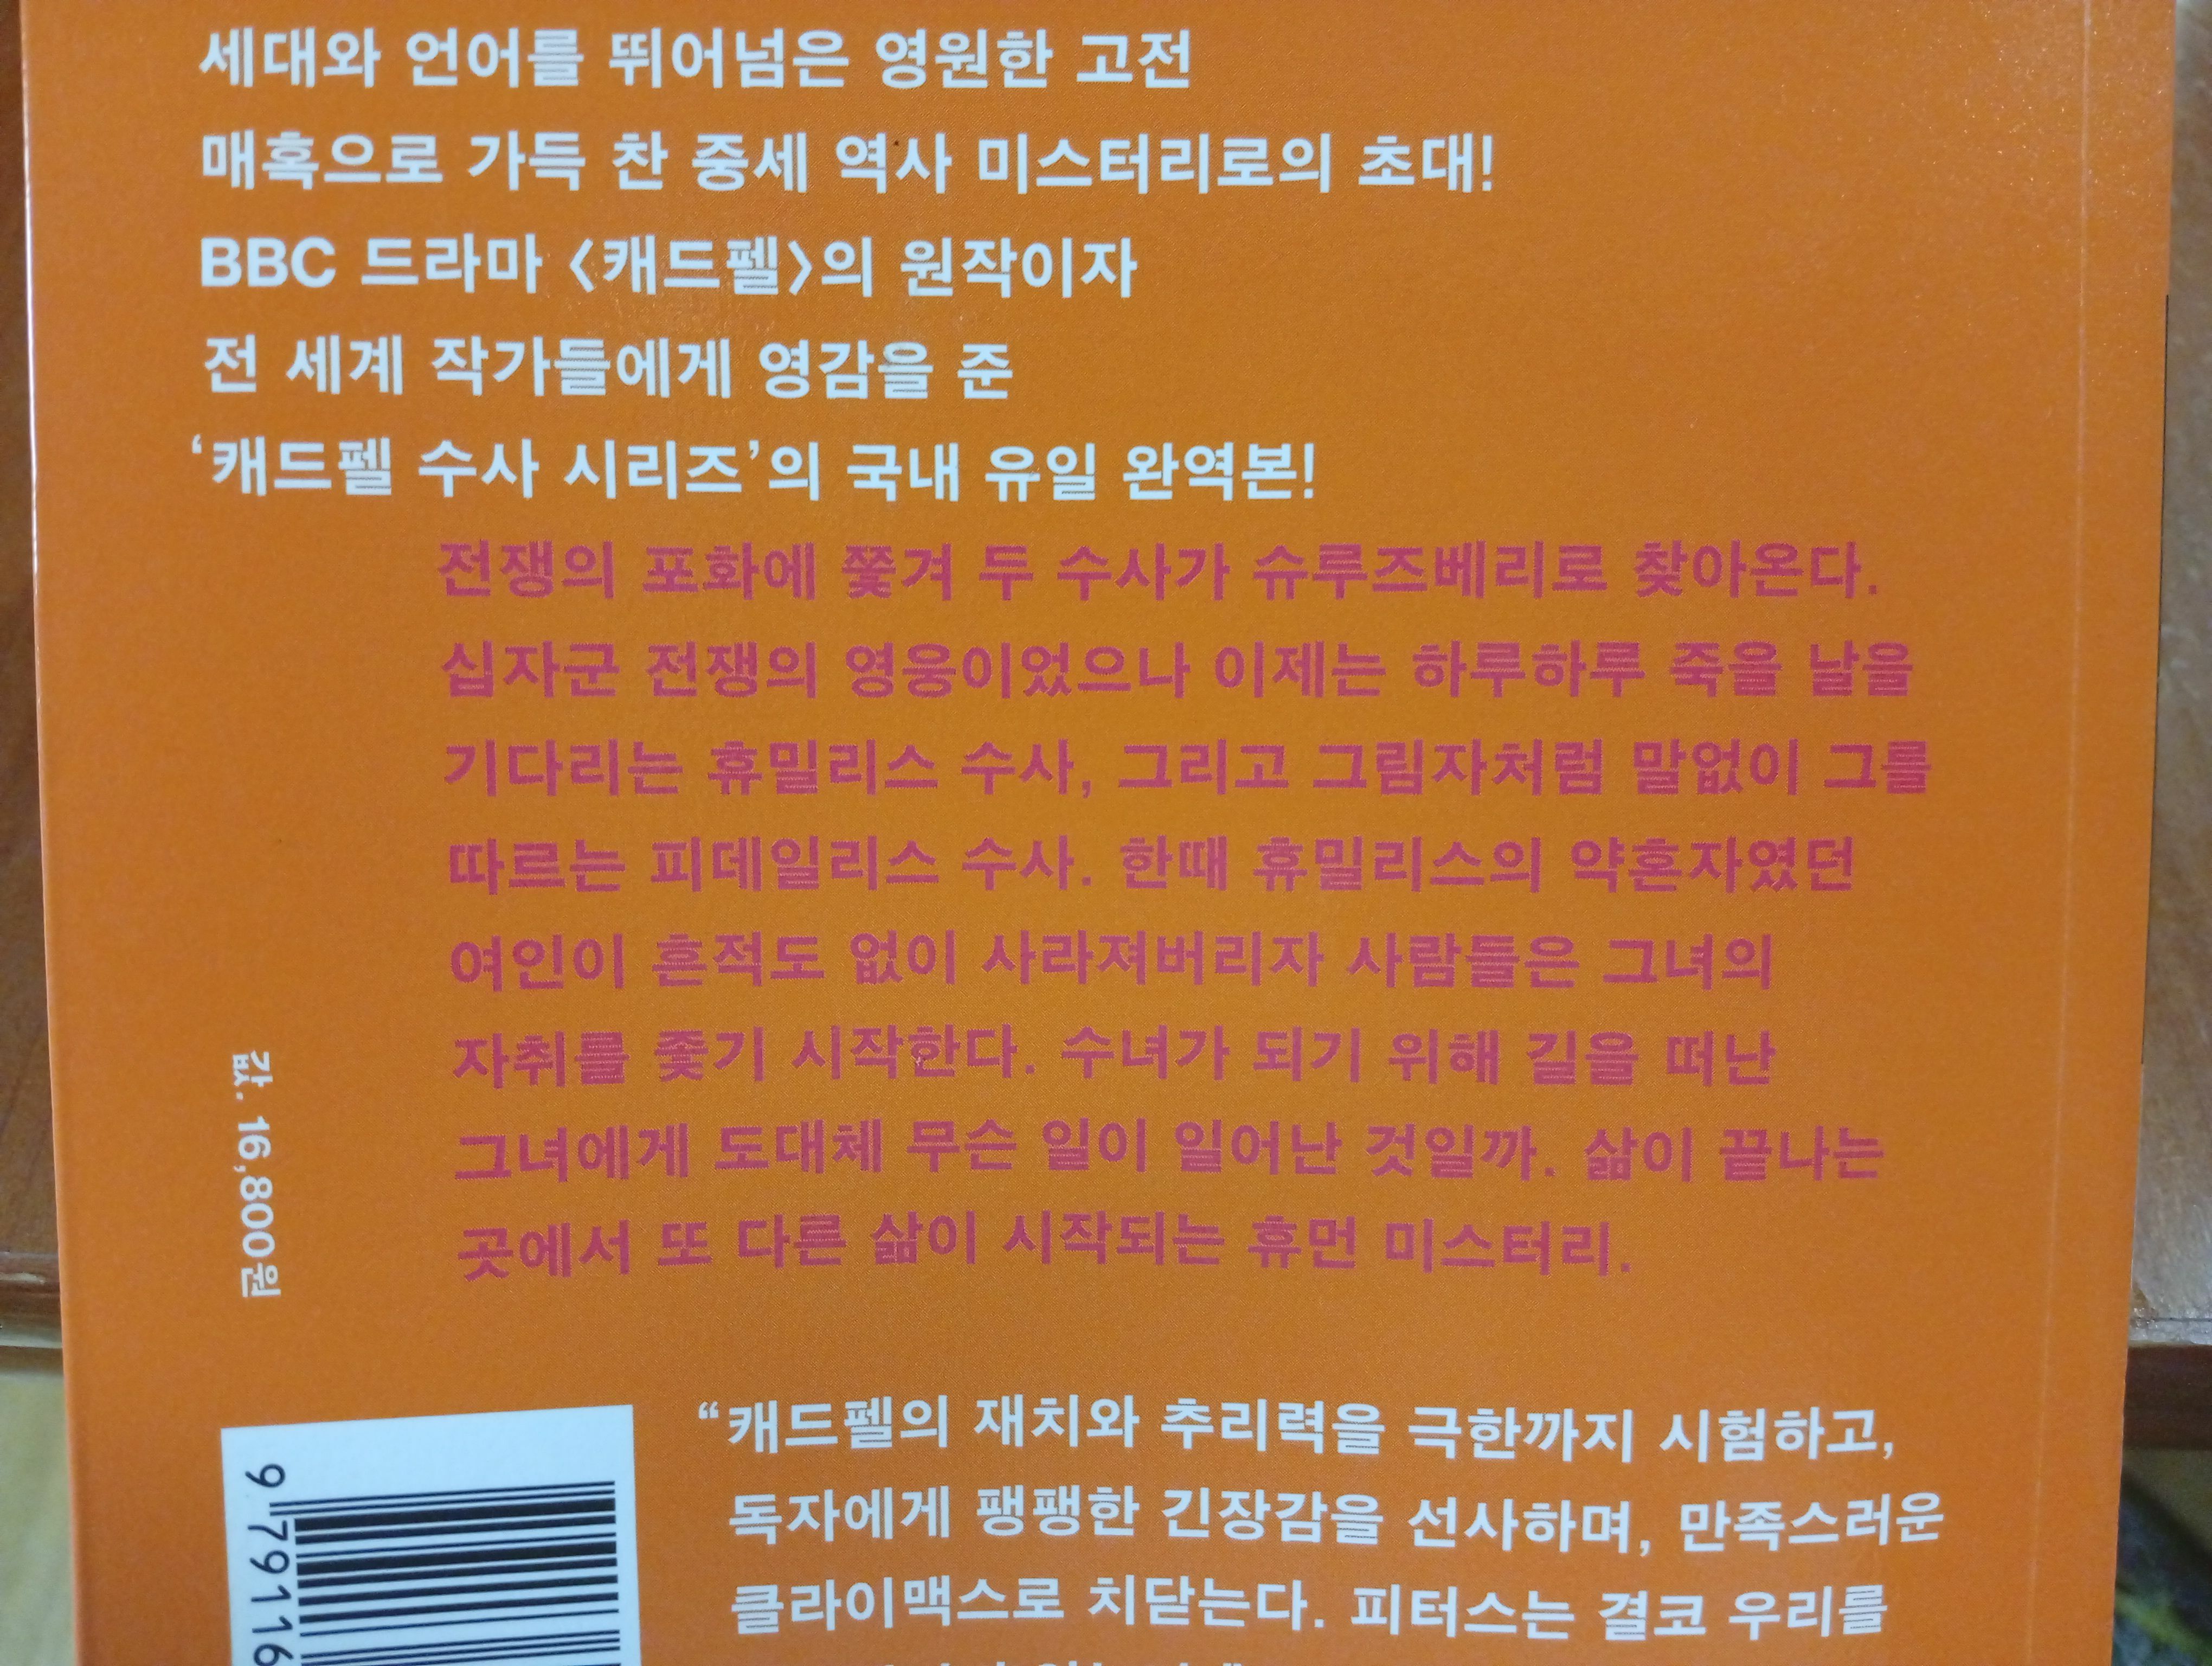 세대와 언어를 뛰어넘은 영원한 고전
매혹으로 가득 찬 중세 역사 미스터리로의 초대!
BBC 드라마 〈캐드펠〉의 원작이자
전 세계 작가들에게 영감을 준
‘캐드펠 수사 시리즈’의 국내 유일 완역본!
전쟁의 포화에 쫓겨 두 수사가 슈루즈베리로 찾아온다.
십자군 전쟁의 영웅이었으나 이제는 하루하루 죽을 날을
기다리는 휴밀리스 수사, 그리고 그림자처럼 말없이 그를
따르는 피데일리스 수사. 한때 휴밀리스의 약혼자였던
여인이 흔적도 없이 사라져버리자 사람들은 그녀의
자취를 좇기 시작한다. 수녀가 되기 위해 길을 떠난
그녀에게 도대체 무슨 일이 일어난 것일까. 삶이 끝나는
곳에서 또 다른 삶이 시작되는 휴먼 미스터리.
값. 16,800원
“캐드펠의 재치와 추리력을 극한까지 시험하고,
독자에게 팽팽한 긴장감을 선사하며, 만족스러운
클라이맥스로 치닫는다. 피터스는 결코 우리를
9 79116